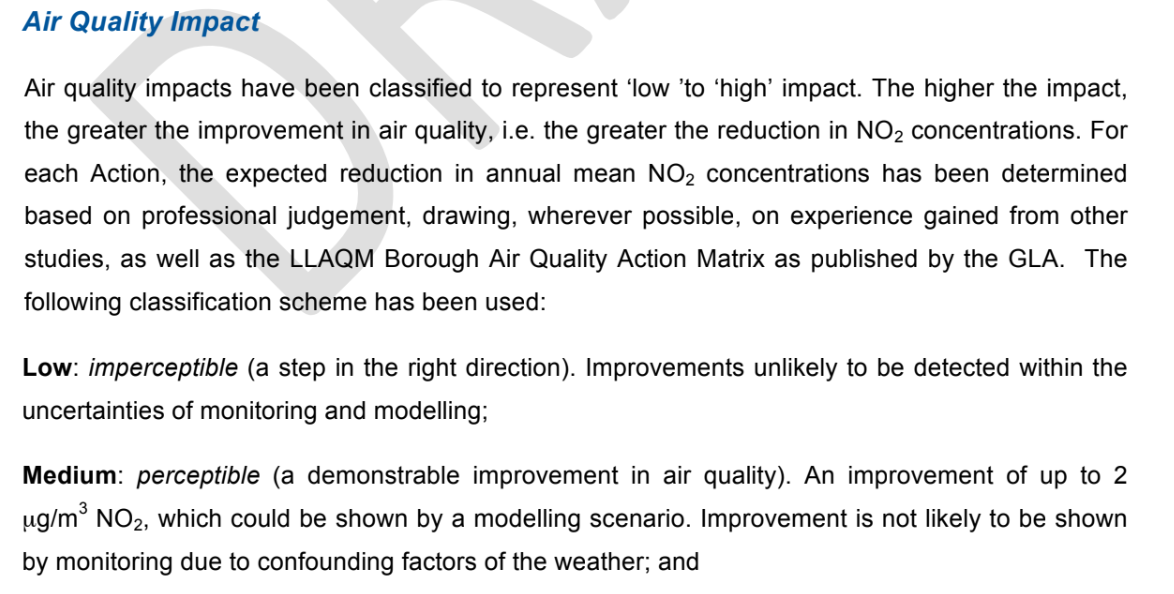 Air Quality Impact
Air quality impacts have been classified to represent ‘low ’to ‘high’ impact. The higher the impact,
the greater the improvement in air quality, i.e. the greater the reduction in NO₂ concentrations. For
each Action, the expected reduction in annual mean NO₂ concentrations has been determined
based on professional judgement, drawing, wherever possible, on experience gained from other
studies, as well as the LLAQM Borough Air Quality Action Matrix as published by the GLA. The
following classification scheme has been used:
Low: imperceptible (a step in the right direction). Improvements unlikely to be detected within the
uncertainties of monitoring and modelling;
Medium: perceptible (a demonstrable improvement in air quality). An improvement of up to 2
µg/m³ NO₂, which could be shown by a modelling scenario. Improvement is not likely to be shown
by monitoring due to confounding factors of the weather; and